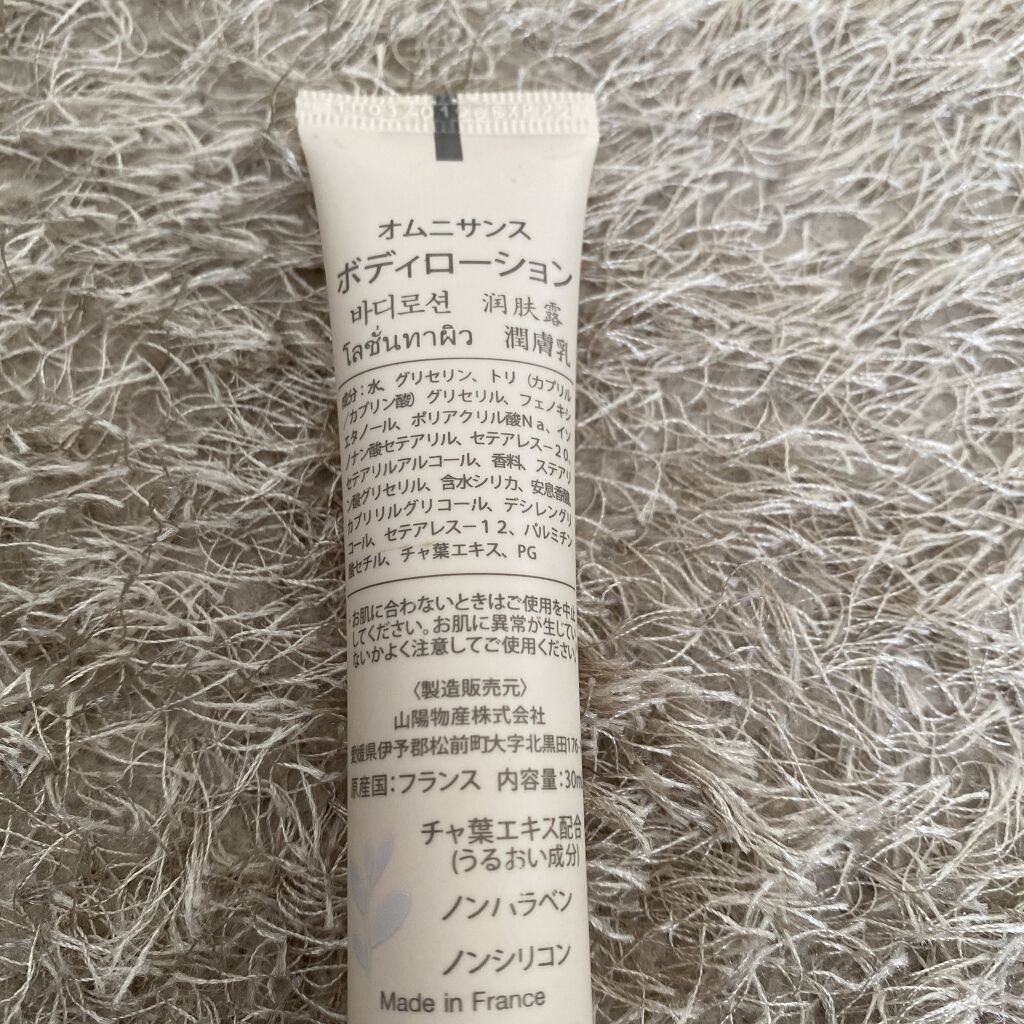 オムニサンス
ボディローション
바디로션 润肤露
โลชั่นทาผิว 潤膚乳
成分:水、グリセリン、トリ(カプリル
/カプリン酸)グリセリル、フェノキシ
エタノール、ポリアクリル酸Na、イソ
ノナン酸セテアリル、セテアレス-20、
セテアリルアルコール、香料、ステアリ
ン酸グリセリル、含水シリカ、安息香酸、
カプリリルグリコール、デシレングリ
コール、セテアレス-12、パルミチン
酸セチル、チャ葉エキス、PG
・お肌に合わないときはご使用を中止
してください。お肌に異常が生じてい
ないかよく注意してご使用ください。
〈製造販売元〉
山陽物産株式会社
愛媛県伊予郡松前町大字北黒田176-
原産国:フランス 内容量:30ml
チャ葉エキス配合
(うるおい成分)
ノンパラベン
ノンシリコン
Made in France